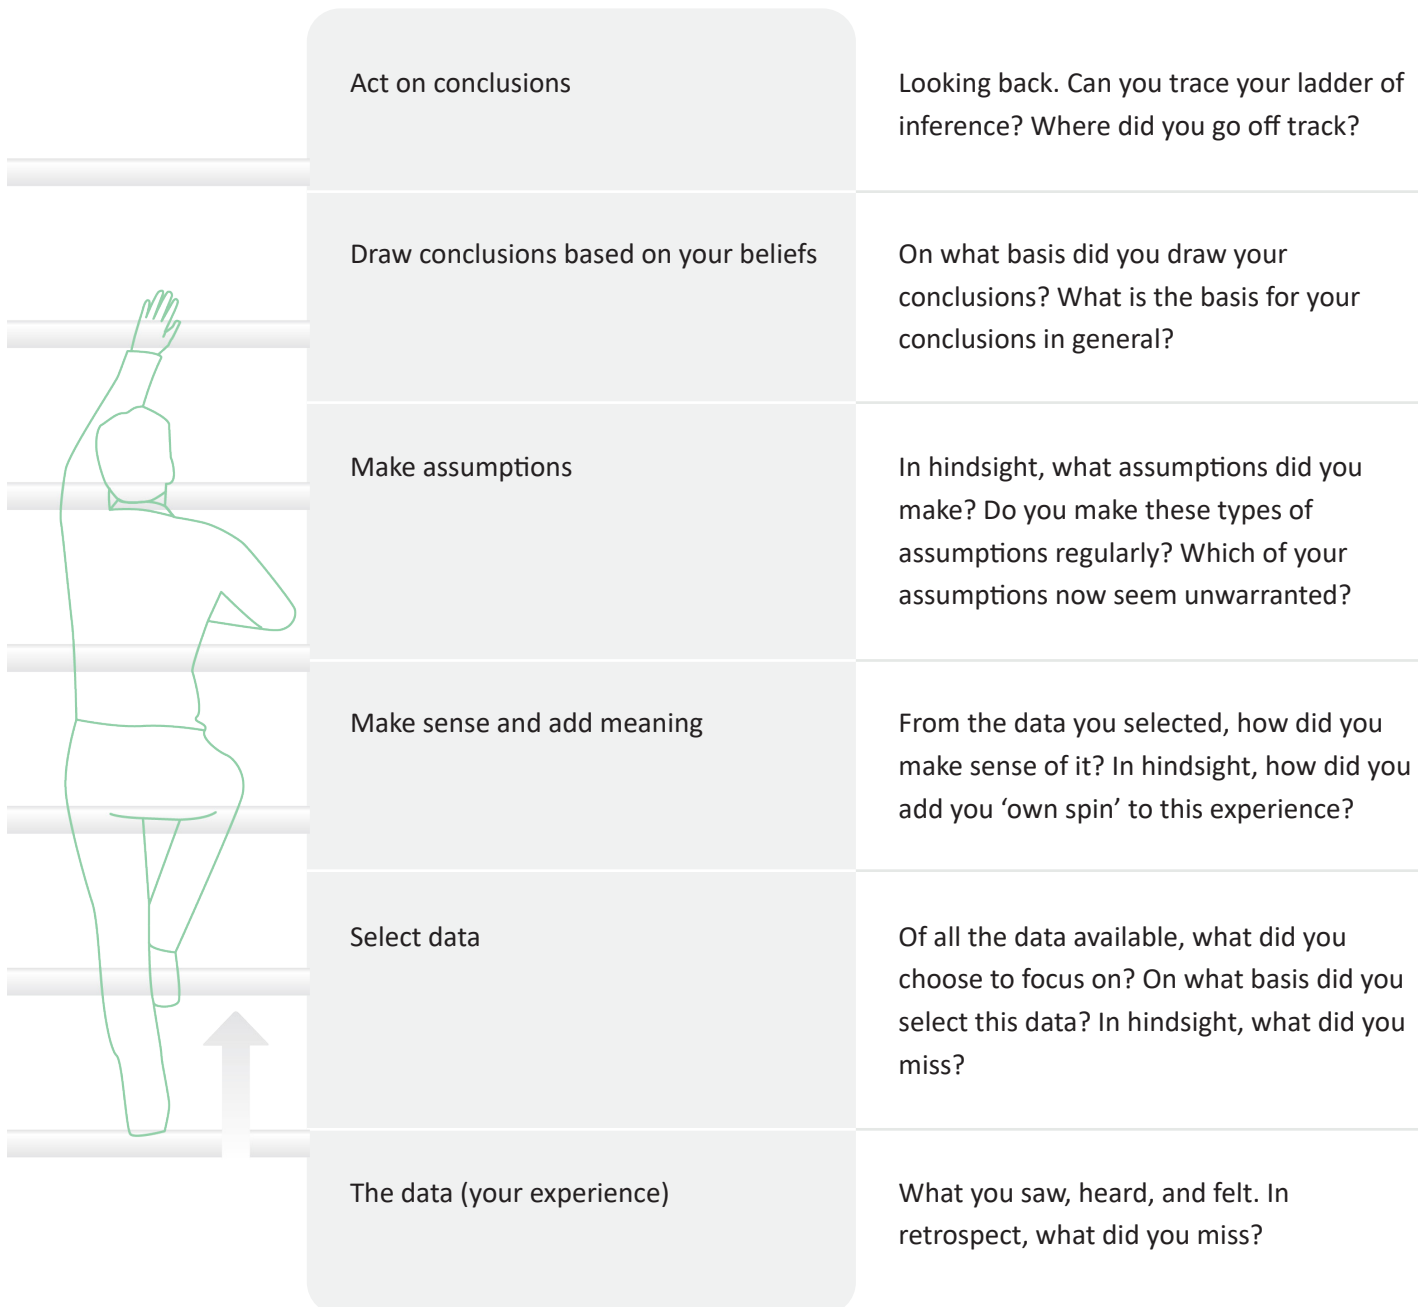 Act on conclusions
Looking back. Can you trace your ladder of
inference? Where did you go off track?
Draw conclusions based on your beliefs
On what basis did you draw your
conclusions? What is the basis for your
conclusions in general?
Make assumptions
In hindsight, what assumptions did you
make? Do you make these types of
assumptions regularly? Which of your
assumptions now seem unwarranted?
Make sense and add meaning
From the data you selected, how did you
make sense of it? In hindsight, how did you
add you ‘own spin’ to this experience?
Select data
Of all the data available, what did you
choose to focus on? On what basis did you
select this data? In hindsight, what did you
miss?
The data (your experience)
What you saw, heard, and felt. In
retrospect, what did you miss?